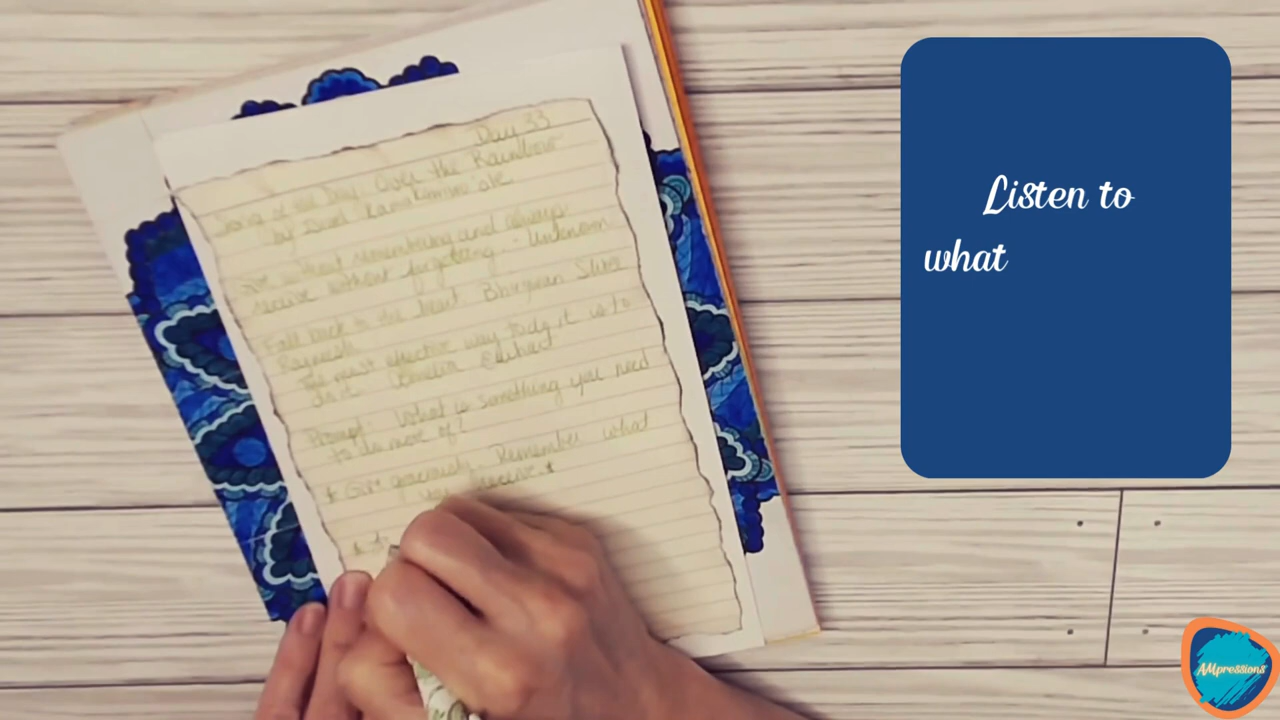 Day 33
Song of the Day: Over the Rainbow
by Israel Kamakawiwo'ole
Give without remembering and always
receive without forgetting. - Unknown
Fall back to the heart. Bhagwan Shree
Rajneesh
The most effective way to do it is to
do it. Amelia Earhart
Prompt: What is something you need
to do more of?
* Give generously. Remember what
you receive.*
Listen to
what
AMpressions